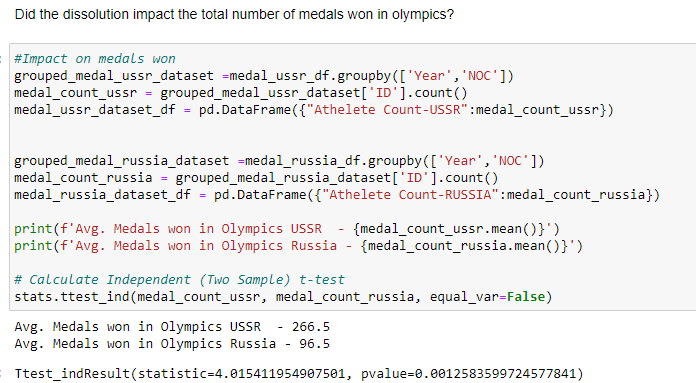 Did the dissolution impact the total number of medals won in olympics?
#Impact on medals won
grouped_medal_ussr_dataset =medal_ussr_df.groupby(['Year','NOC'])
medal_count_ussr = grouped_medal_ussr_dataset['ID'].count()
medal_ussr_dataset_df = pd.DataFrame({"Athelete Count-USSR":medal_count_ussr})
grouped_medal_russia_dataset =medal_russia_df.groupby(['Year','NOC'])
medal_count_russia = grouped_medal_russia_dataset['ID'].count()
medal_russia_dataset_df = pd.DataFrame({"Athelete Count-RUSSIA":medal_count_russia})
print(f'Avg. Medals won in Olympics USSR  - {medal_count_ussr.mean()}')
print(f'Avg. Medals won in Olympics Russia - {medal_count_russia.mean()}')
# Calculate Independent (Two Sample) t-test
stats.ttest_ind(medal_count_ussr, medal_count_russia, equal_var=False)
Avg. Medals won in Olympics USSR  - 266.5
Avg. Medals won in Olympics Russia - 96.5
Ttest_indResult(statistic=4.015411954907501, pvalue=0.0012583599724577841)